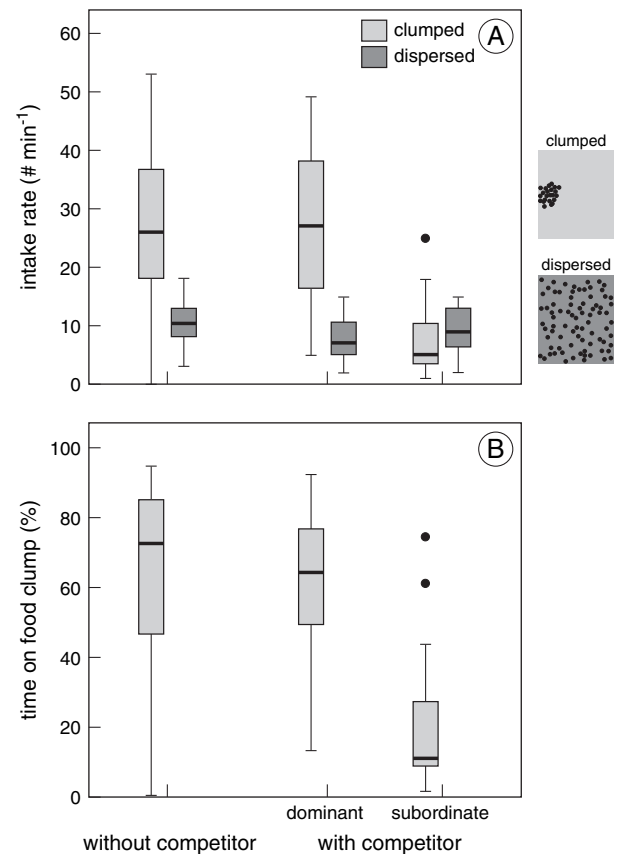 60
50
40
30
20
10
0
intake rate (# min-1)
clumped
dispersed
A
clumped
dispersed
100
80
60
40
20
0
time on food clump (%)
B
dominant subordinate
without competitor with competitor